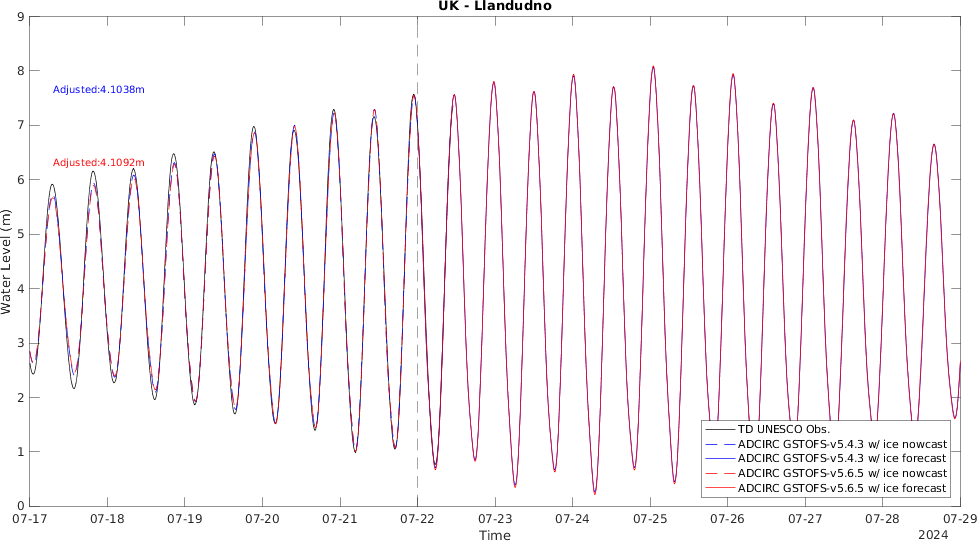 UK - Llandudno
9
8
7
6
5
4
3
2
1
0
Water Level (m)
Adjusted:4.1038m
Adjusted:4.1092m
TD UNESCO Obs.
ADCIRC GSTOFS-v5.4.3 w/ ice nowcast
ADCIRC GSTOFS-v5.4.3 w/ ice forecast
ADCIRC GSTOFS-v5.6.5 w/ ice nowcast
ADCIRC GSTOFS-v5.6.5 w/ ice forecast
07-17 07-18 07-19 07-20 07-21 07-22 07-23 07-24 07-25 07-26 07-27 07-28 07-29
Time
2024